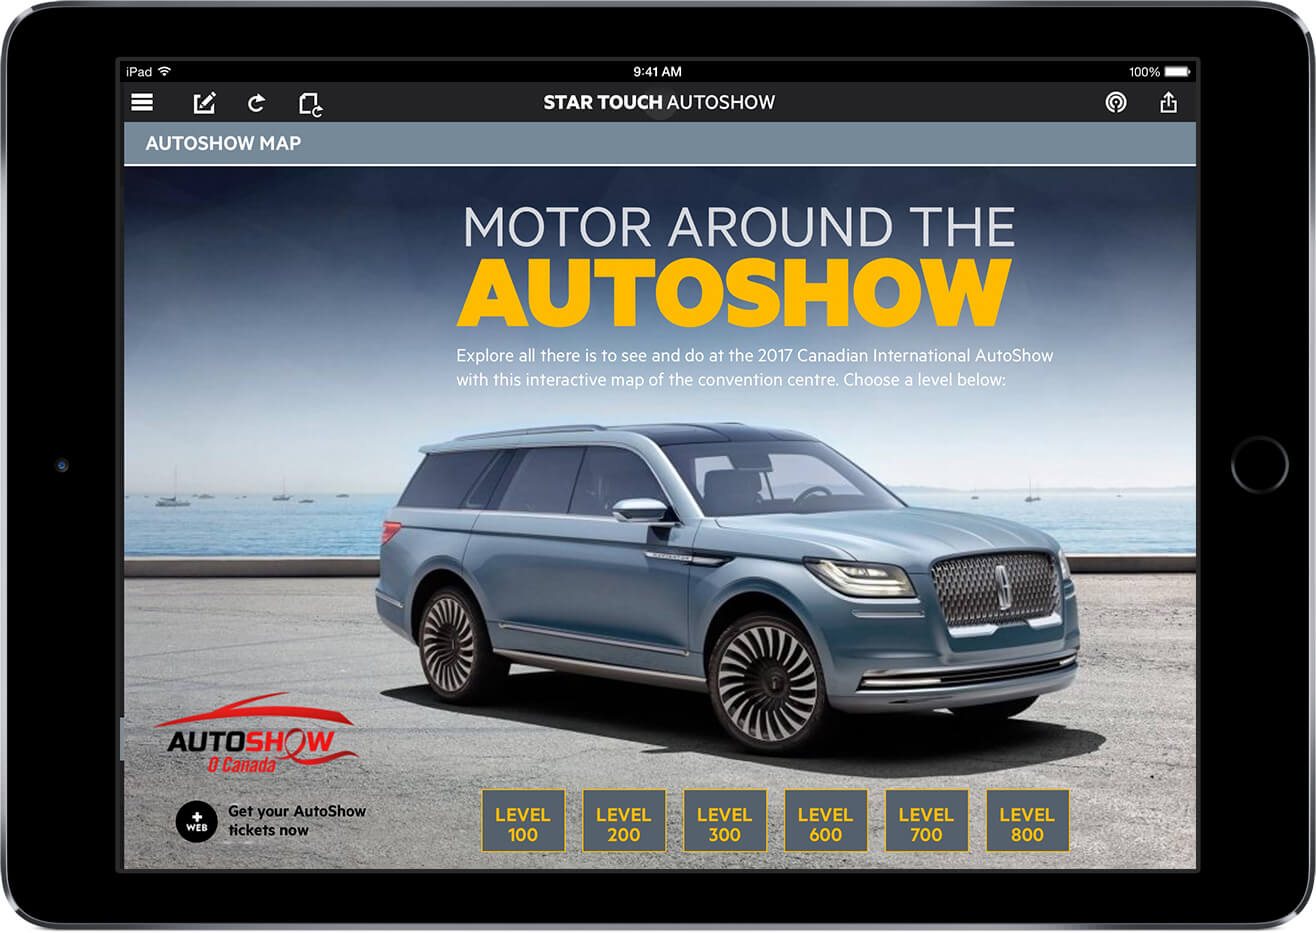 iPad
9:41 AM
100%
STAR TOUCH AUTOSHOW
AUTOSHOW MAP
MOTOR AROUND THE
AUTOSHOW
Explore all there is to see and do at the 2017 Canadian International AutoShow
with this interactive map of the convention centre. Choose a level below:
AUTOSHOW
O Canada
+
WEB
Get your AutoShow
tickets now
LEVEL
100
LEVEL
200
LEVEL
300
LEVEL
600
LEVEL
700
LEVEL
800